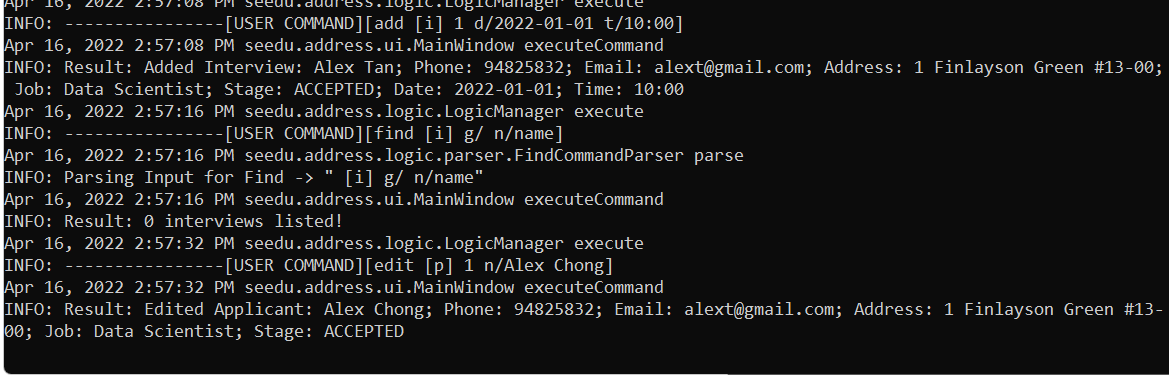 Apr 16, 2022 2:57:08 PM seedu.address.logic.LogicManager execute
INFO: ----------------[USER COMMAND][add [i] 1 d/2022-01-01 t/10:00]
Apr 16, 2022 2:57:08 PM seedu.address.ui.MainWindow executeCommand
INFO: Result: Added Interview: Alex Tan; Phone: 94825832; Email: alext@gmail.com; Address: 1 Finlayson Green #13-00;
Job: Data Scientist; Stage: ACCEPTED; Date: 2022-01-01; Time: 10:00
Apr 16, 2022 2:57:16 PM seedu.address.logic.LogicManager execute
INFO: ----------------[USER COMMAND][find [i] g/ n/name]
Apr 16, 2022 2:57:16 PM seedu.address.logic.parser.FindCommandParser parse
INFO: Parsing Input for Find -> " [i] g/ n/name"
Apr 16, 2022 2:57:16 PM seedu.address.ui.MainWindow executeCommand
INFO: Result: 0 interviews listed!
Apr 16, 2022 2:57:32 PM seedu.address.logic.LogicManager execute
INFO: ----------------[USER COMMAND][edit [p] 1 n/Alex Chong]
Apr 16, 2022 2:57:32 PM seedu.address.ui.MainWindow executeCommand
INFO: Result: Edited Applicant: Alex Chong; Phone: 94825832; Email: alext@gmail.com; Address: 1 Finlayson Green #13-
00; Job: Data Scientist; Stage: ACCEPTED